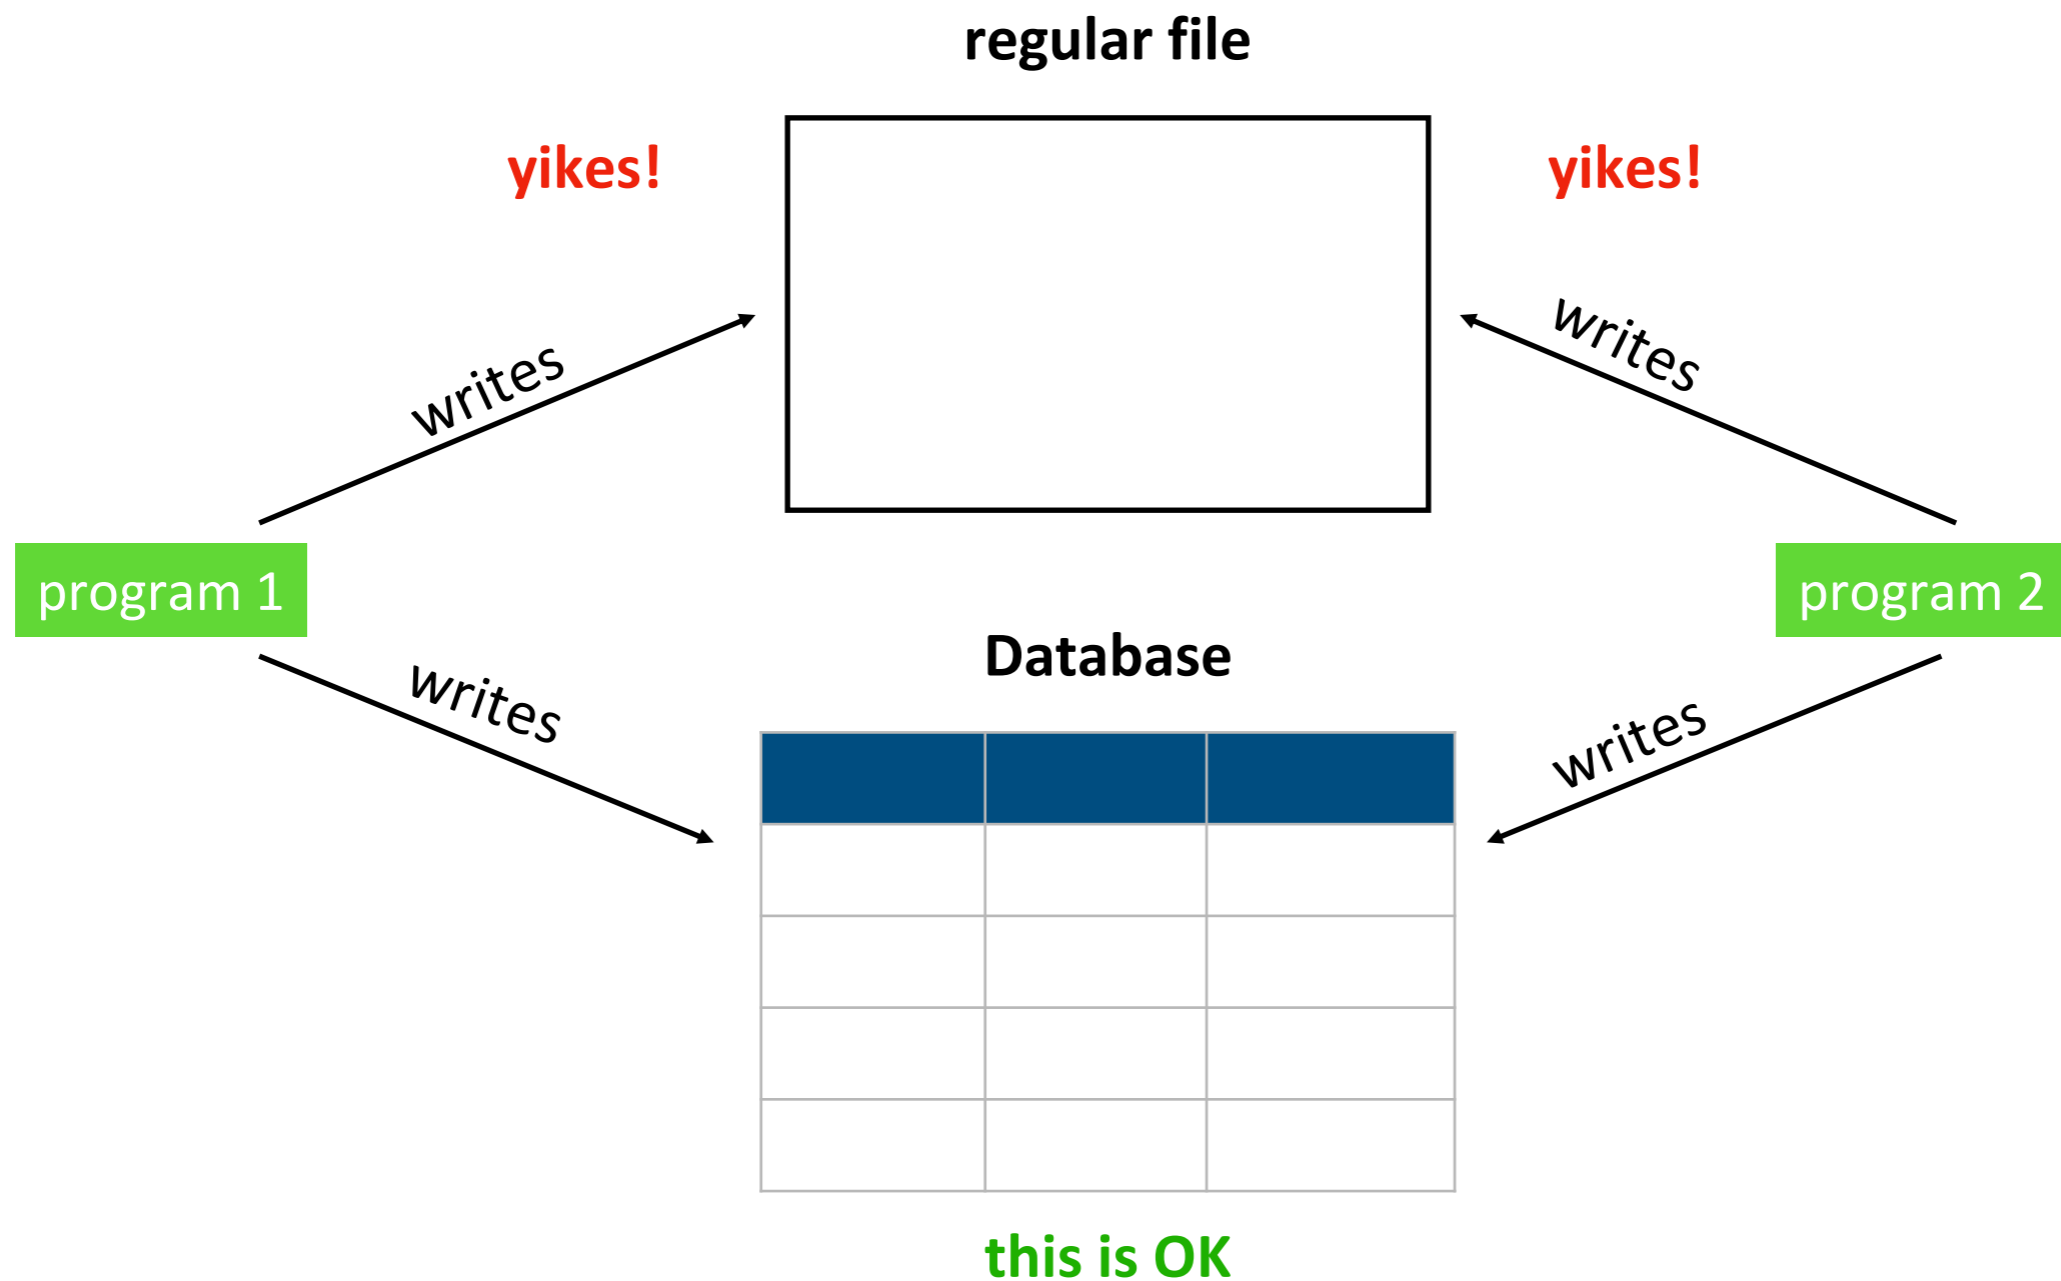 regular file
yikes!
yikes!
writes
writes
program 1
program 2
Database
writes
writes
this is OK